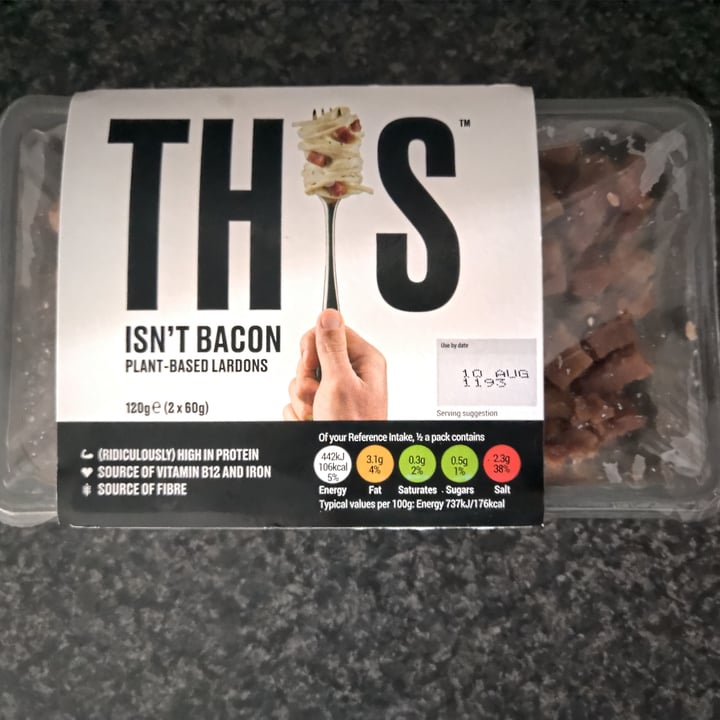 THIS™
ISN'T BACON
PLANT-BASED LARDONS
120g e (2 x 60g)
Use by date
10 AUG
1193
Serving suggestion
(RIDICULOUSLY) HIGH IN PROTEIN
SOURCE OF VITAMIN B12 AND IRON
SOURCE OF FIBRE
Of your Reference Intake, ½ a pack contains
442kJ 3.1g 0.3g 0.5g 2.3g
106kcal 4% 2% 1% 38%
5%
Energy Fat Saturates Sugars Salt
Typical values per 100g: Energy 737kJ/176kcal